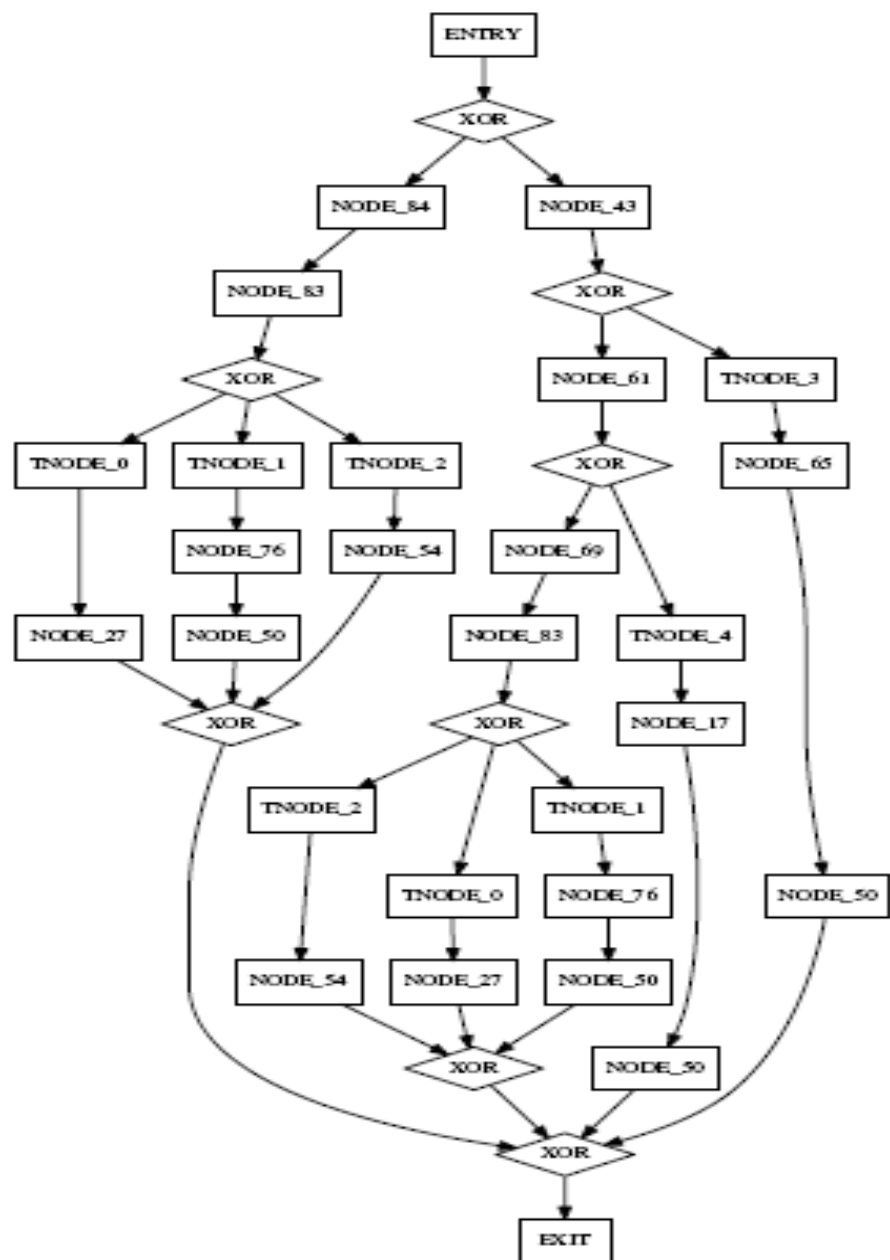 ENTRY
XOR
NODE_84 NODE_43
NODE_83 XOR
XOR NODE_61 TNODE_3
TNODE_0 TNODE_1 TNODE_2 XOR NODE_65
NODE_76 NODE_54 NODE_69
NODE_27 NODE_50 NODE_83 TNODE_4
XOR XOR NODE_17
TNODE_2 TNODE_1
TNODE_0 NODE_76 NODE_50
NODE_54 NODE_27 NODE_50
XOR NODE_50
XOR
EXIT